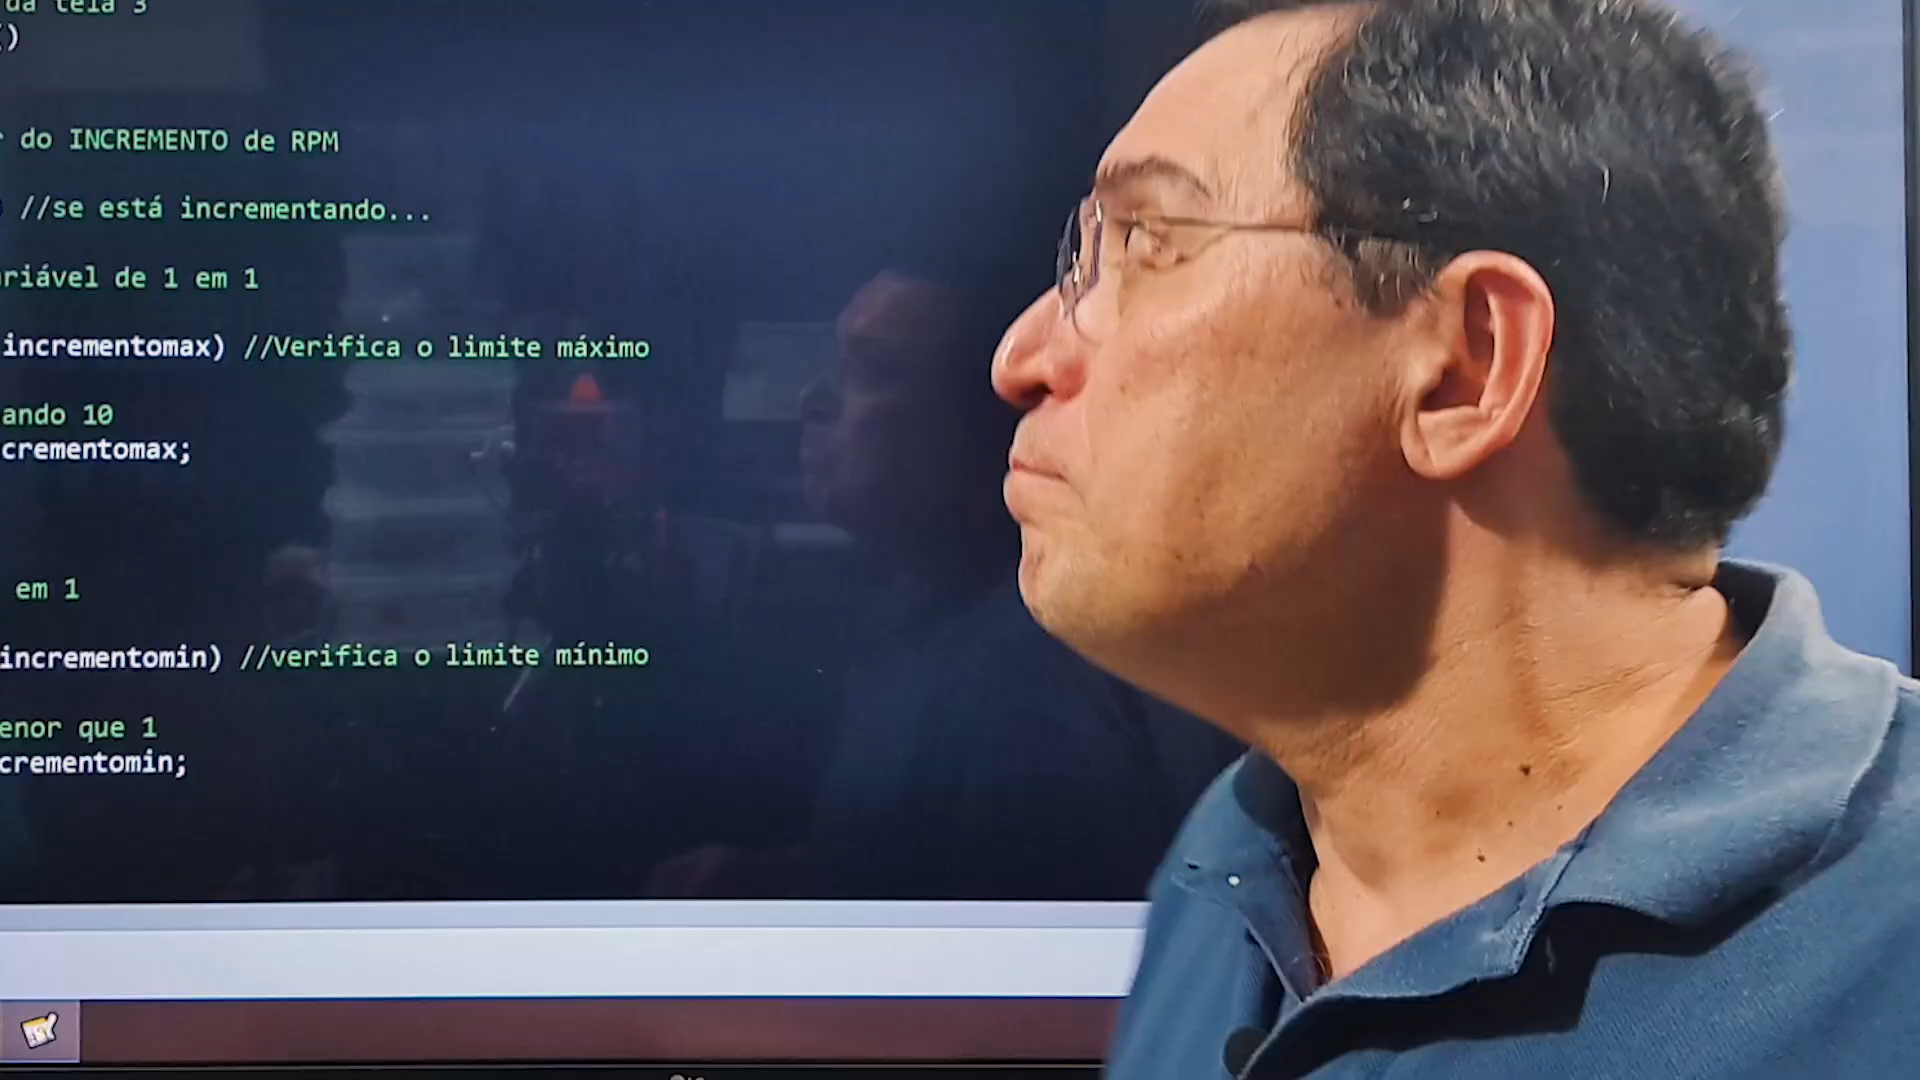 da tela 3
()
do INCREMENTO de RPM
//se está incrementando...
riável de 1 em 1
incrementomax) //Verifica o limite máximo
ando 10
crementomax;
em 1
incrementomin) //verifica o limite mínimo
enor que 1
crementomin;